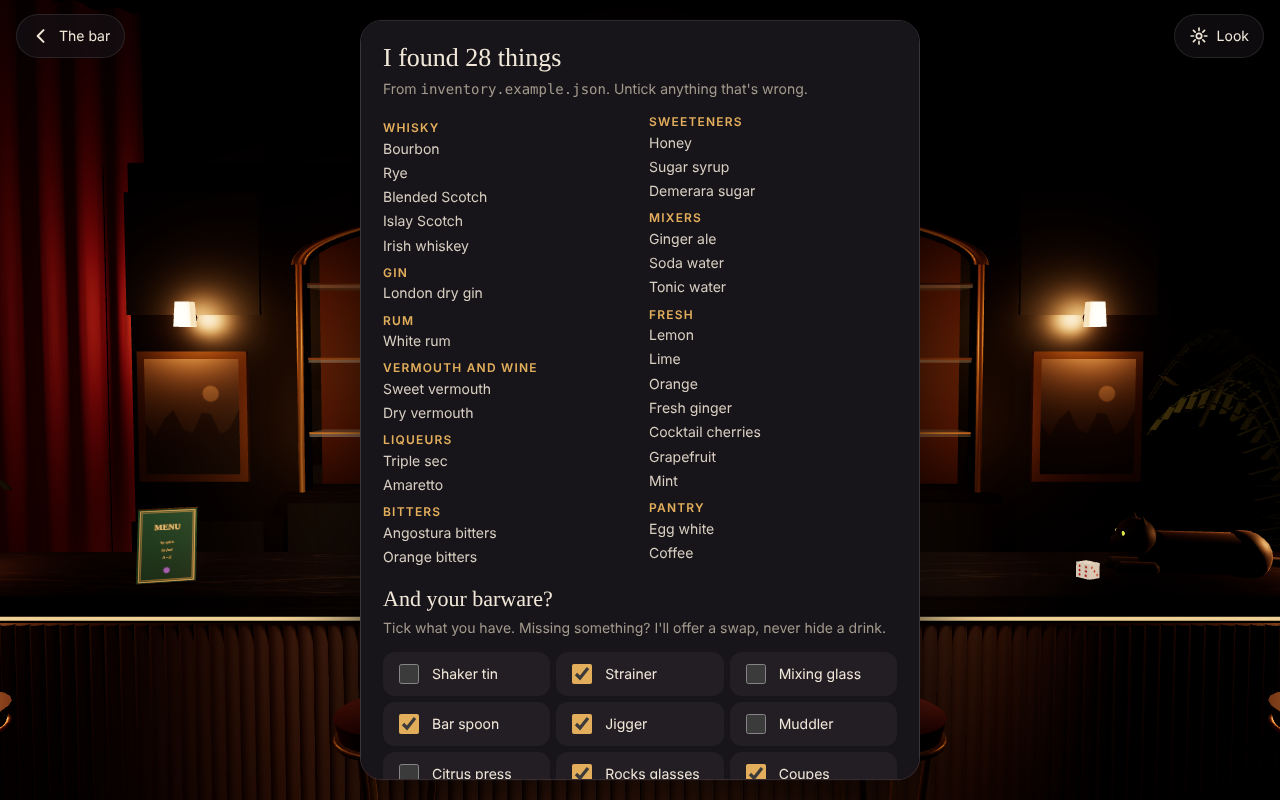 The bar
Look
I found 28 things
From inventory.example.json. Untick anything that's wrong.
WHISKY
Bourbon
Rye
Blended Scotch
Islay Scotch
Irish whiskey
GIN
London dry gin
RUM
White rum
VERMOUTH AND WINE
Sweet vermouth
Dry vermouth
LIQUEURS
Triple sec
Amaretto
BITTERS
Angostura bitters
Orange bitters
SWEETENERS
Honey
Sugar syrup
Demerara sugar
MIXERS
Ginger ale
Soda water
Tonic water
FRESH
Lemon
Lime
Orange
Fresh ginger
Cocktail cherries
Grapefruit
Mint
PANTRY
Egg white
Coffee
MENU
And your barware?
Tick what you have. Missing something? I'll offer a swap, never hide a drink.
Shaker tin
Strainer
Mixing glass
Bar spoon
Jigger
Muddler
Citrus press
Rocks glasses
Coupes